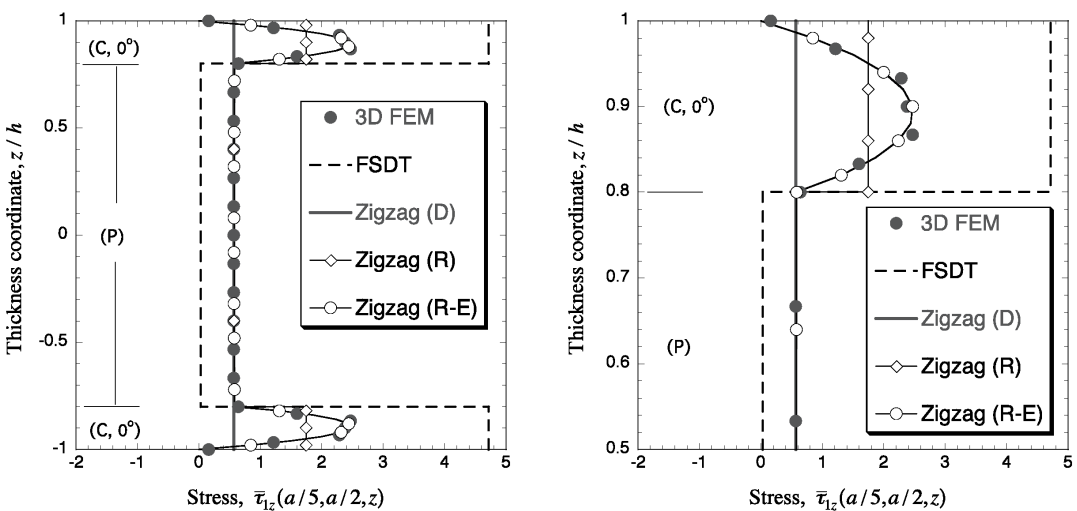 1
0.5
0
-0.5
-1
-2
-1
0
1
2
3
4
5
Thickness coordinate, z / h
Stress, τ̅1z(a/5,a/2,z)
(C, 0°)
(P)
(C, 0°)
3D FEM
FSDT
Zigzag (D)
Zigzag (R)
Zigzag (R-E)
1
0.9
0.8
0.7
0.6
0.5
-2
-1
0
1
2
3
4
5
Thickness coordinate, z / h
Stress, τ̅1z(a/5,a/2,z)
(C, 0°)
(P)
3D FEM
FSDT
Zigzag (D)
Zigzag (R)
Zigzag (R-E)